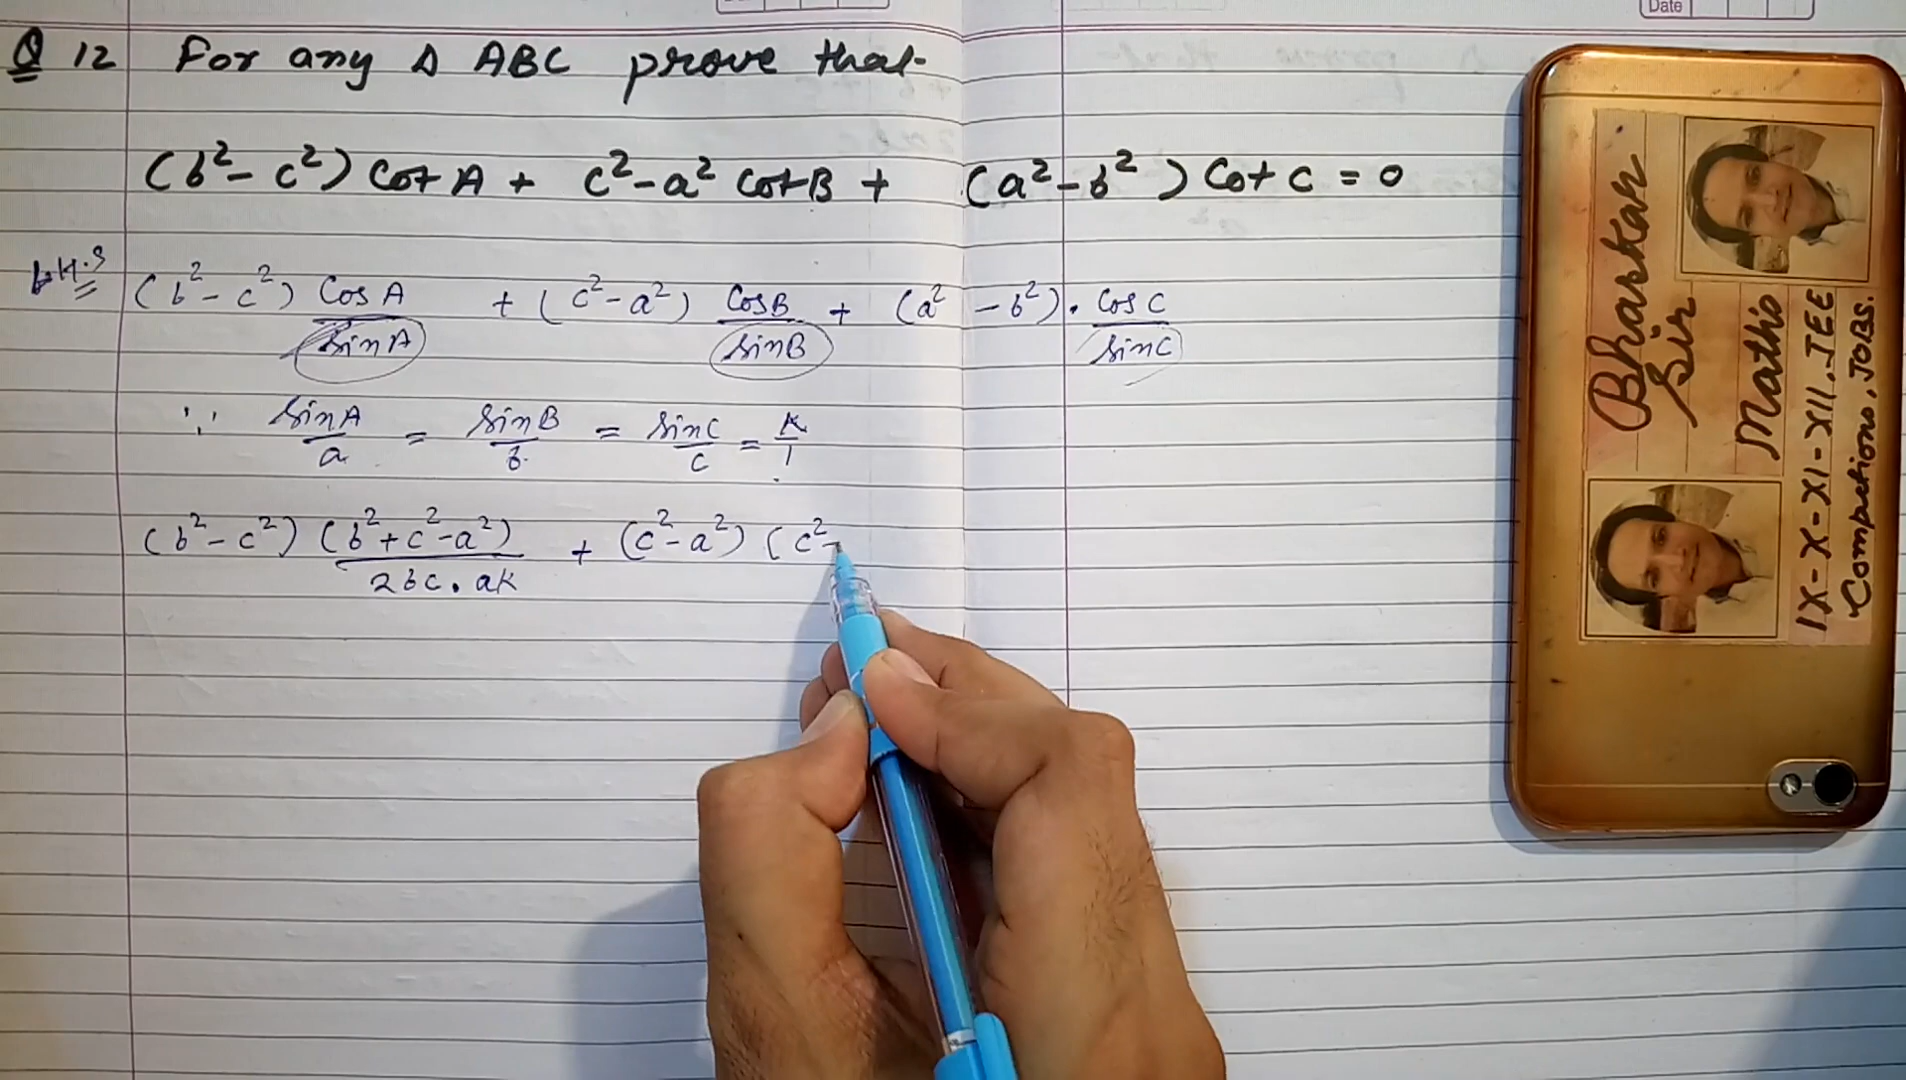 Date
Q 12 For any Δ ABC prove that
(b²-c²) Cot A + c²-a² Cot B + (a²-b²) Cot C = 0
L.H.S (b²-c²) Cos A / Sin A + (c²-a²) Cos B / Sin B + (a²-b²) . Cos C / Sin C
∵ Sin A / a = Sin B / b = Sin C / c = K / 1
(b²-c²) (b²+c²-a²) / 2bc . ak + (c²-a²) (c²-
Bhaskar
Sir
Maths
IX-X-XI-XII, JEE
Competions, JOBS.